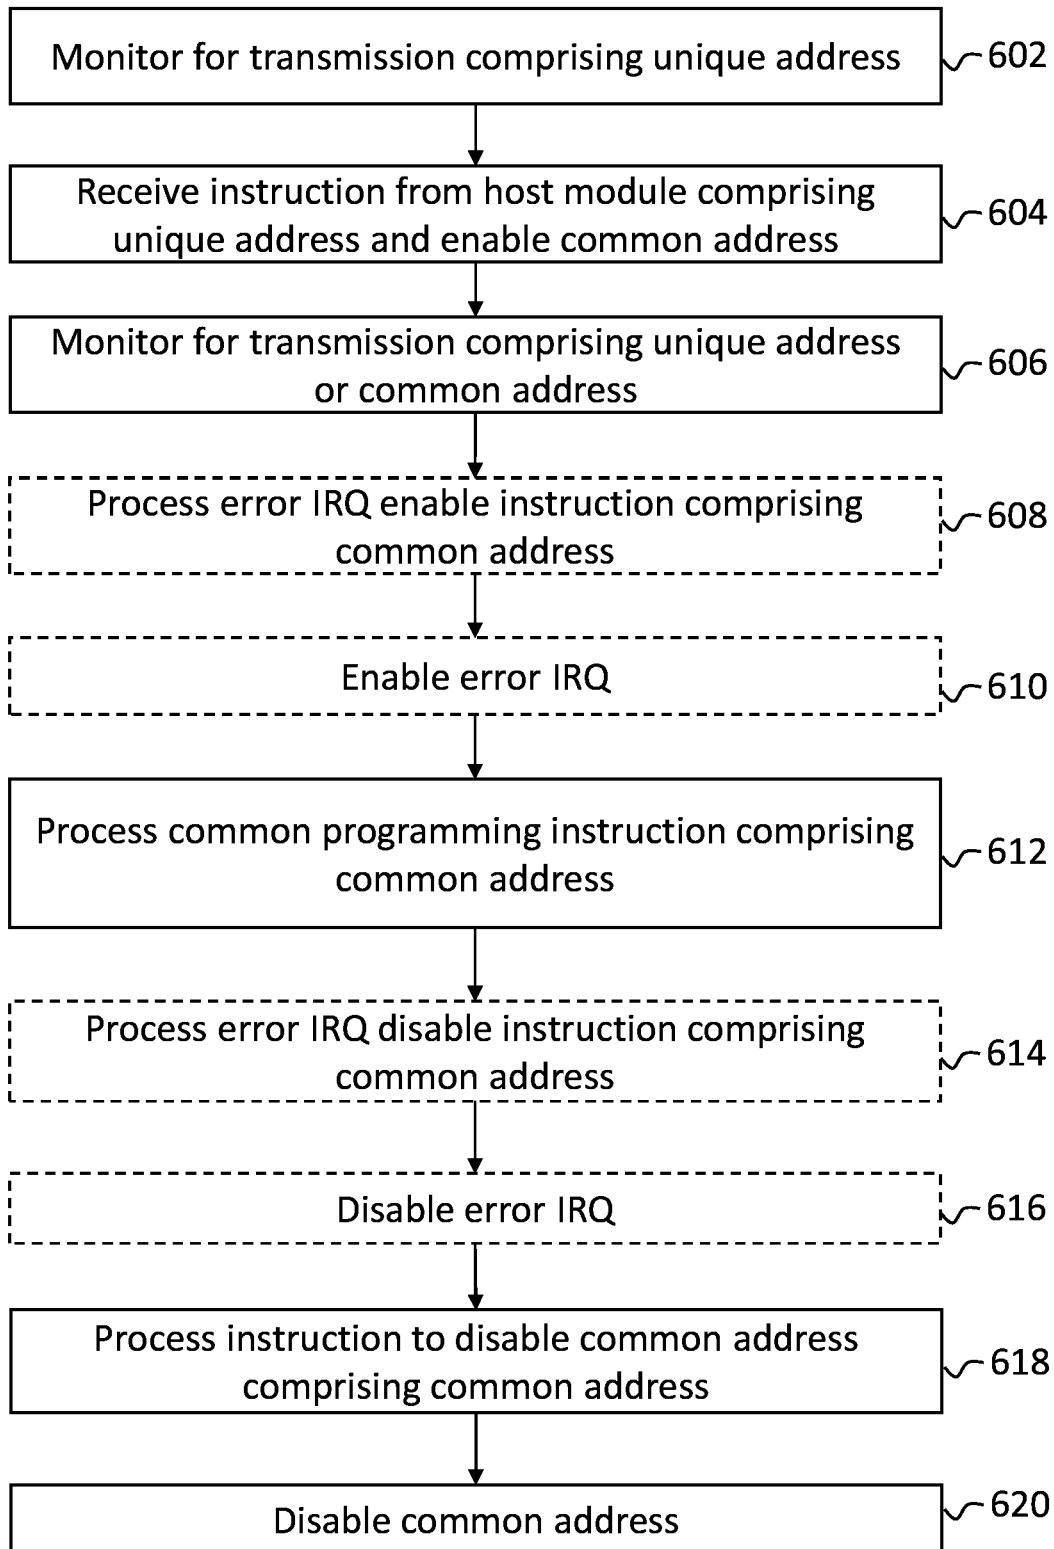 Monitor for transmission comprising unique address
602
Receive instruction from host module comprising
unique address and enable common address
604
Monitor for transmission comprising unique address
or common address
606
Process error IRQ enable instruction comprising
common address
608
Enable error IRQ
610
Process common programming instruction comprising
common address
612
Process error IRQ disable instruction comprising
common address
614
Disable error IRQ
616
Process instruction to disable common address
comprising common address
618
Disable common address
620